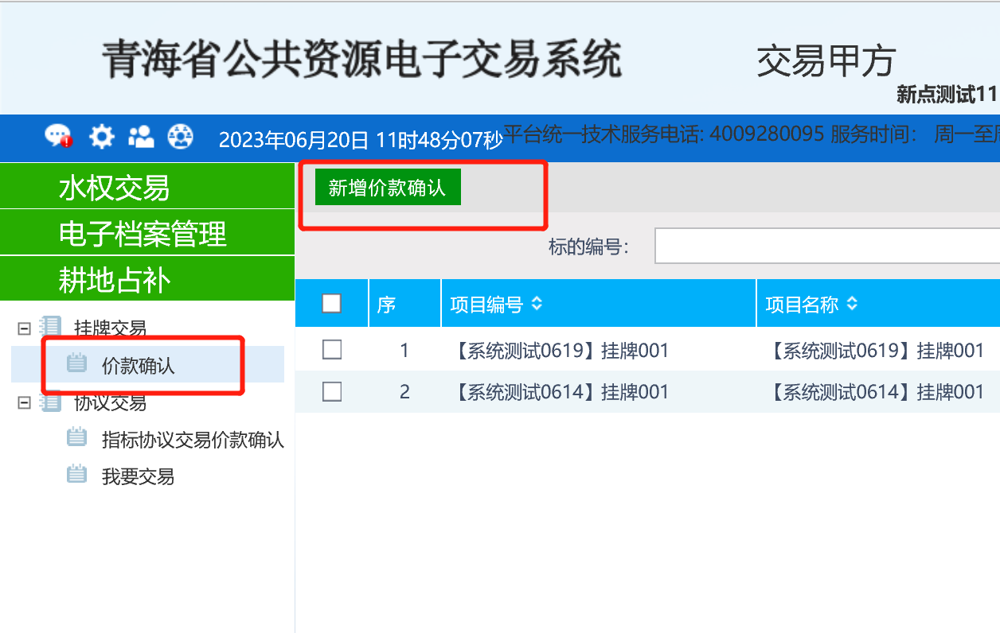 青海省公共资源电子交易系统
交易甲方
新点测试11
2023年06月20日 11时48分07秒
平台统一技术服务电话: 4009280095 服务时间： 周一至周
水权交易
电子档案管理
耕地占补
挂牌交易
价款确认
协议交易
指标协议交易价款确认
我要交易
新增价款确认
标的编号：
序 项目编号 项目名称
1 【系统测试0619】挂牌001 【系统测试0619】挂牌001
2 【系统测试0614】挂牌001 【系统测试0614】挂牌001